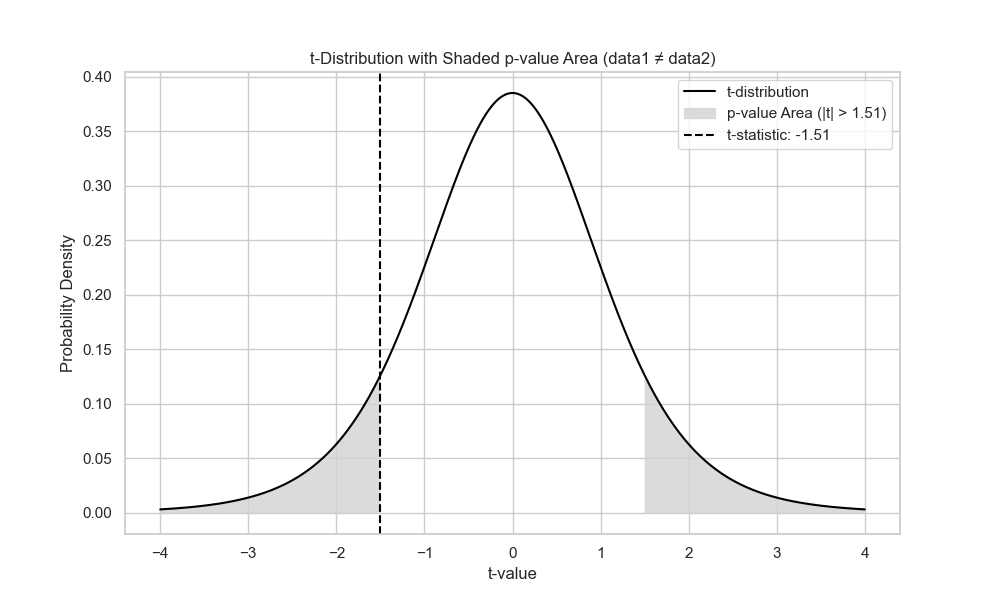 t-Distribution with Shaded p-value Area (data1 ≠ data2)
t-distribution
p-value Area (|t| > 1.51)
t-statistic: -1.51
Probability Density
0.40
0.35
0.30
0.25
0.20
0.15
0.10
0.05
0.00
−4 −3 −2 −1 0 1 2 3 4
t-value